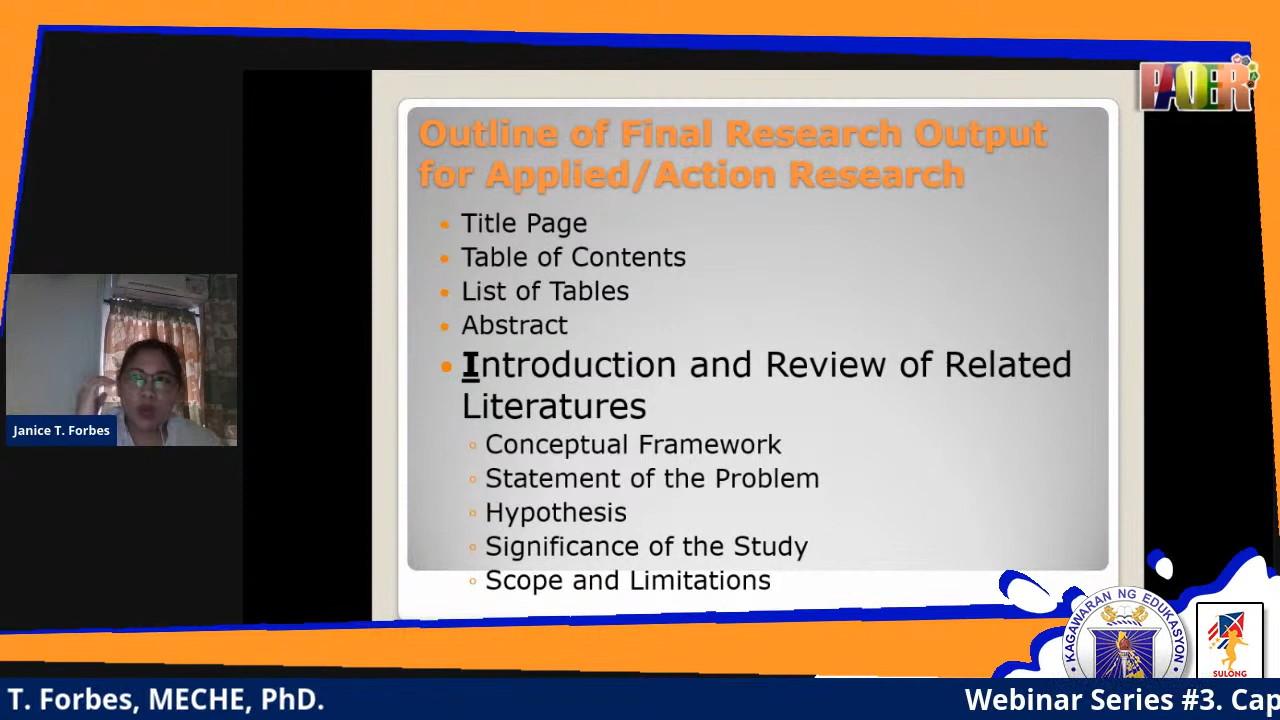 PAOER
Outline of Final Research Output
for Applied/Action Research
Title Page
Table of Contents
List of Tables
Abstract
Introduction and Review of Related
Literatures
Conceptual Framework
Statement of the Problem
Hypothesis
Significance of the Study
Scope and Limitations
Janice T. Forbes
KAGAWARAN NG EDUKASYON
SULONG
T. Forbes, MECHE, PhD.
Webinar Series #3. Cap